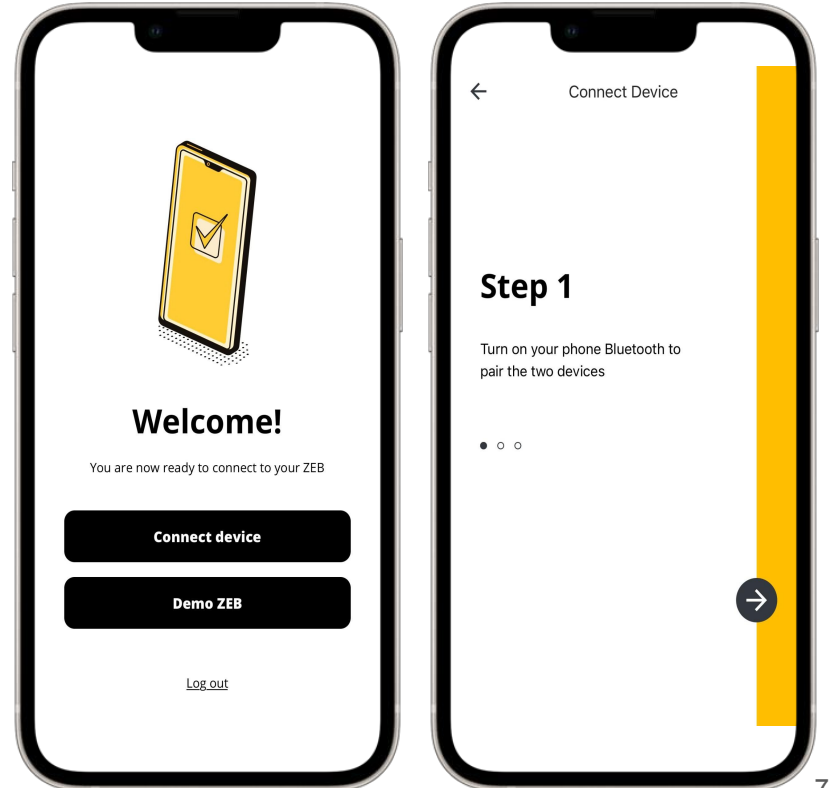 Welcome!
You are now ready to connect to your ZEB
Connect device
Demo ZEB
Log out
Connect Device
Step 1
Turn on your phone Bluetooth to
pair the two devices
7